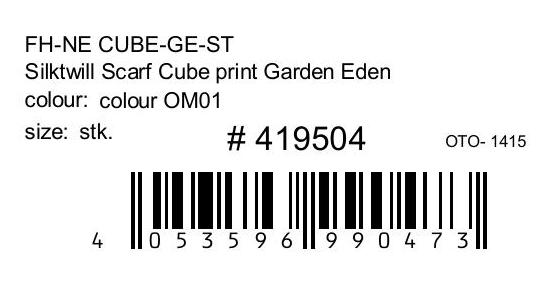 FH-NE CUBE-GE-ST
Silktwill Scarf Cube print Garden Eden
colour: colour OM01
size: stk.
# 419504
OTO- 1415
4 053596 990473